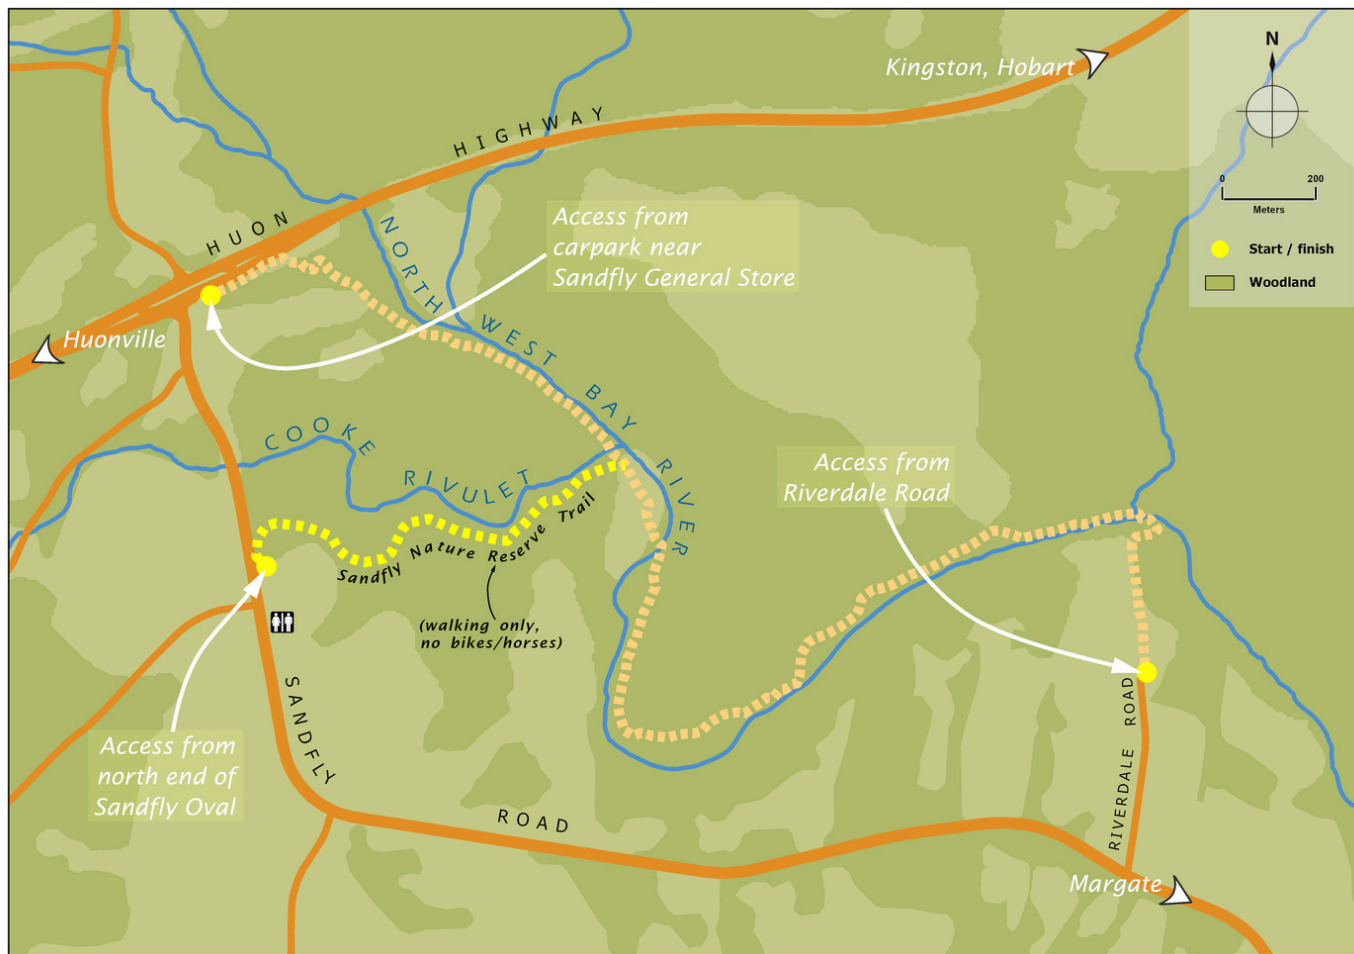 Kingston, Hobart
N
0 200
Meters
Start / finish
Woodland
HUON HIGHWAY
Access from
carpark near
Sandfly General Store
NORTH WEST BAY RIVER
Huonville
COOKE RIVULET
Access from
Riverdale Road
Sandfly Nature Reserve Trail
(walking only,
no bikes/horses)
SANDFLY ROAD
Access from
north end of
Sandfly Oval
RIVERDALE ROAD
Margate